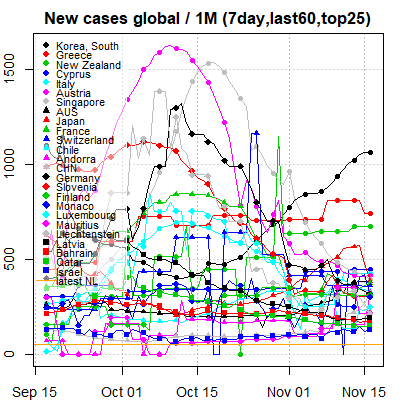 New cases global / 1M (7day,last60,top25)
Korea, South
Greece
New Zealand
Cyprus
Italy
Austria
Singapore
AUS
Japan
France
Switzerland
Chile
Andorra
CHN
Germany
Slovenia
Finland
Monaco
Luxembourg
Mauritius
Liechtenstein
Latvia
Bahrain
Qatar
Israel
latest NL
0
500
1000
1500
Sep 15
Oct 01
Oct 15
Nov 01
Nov 15